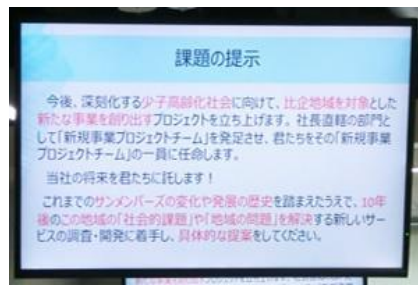 課題の提示
今後、深刻化する少子高齢化社会に向けて、比企地域を対象とした
新たな事業を創り出すプロジェクトを立ち上げます。社長直轄の部門と
して「新規事業プロジェクトチーム」を発足させ、君たちをその「新規事業
プロジェクトチーム」の一員に任命します。
当社の将来を君たちに託します！
これまでのサンメンバーズの変化や発展の歴史を踏まえたうえで、10年
後のこの地域の「社会的課題」や「地域の問題」を解決する新しいサー
ビスの調査・開発に着手し、具体的な提案をしてください。